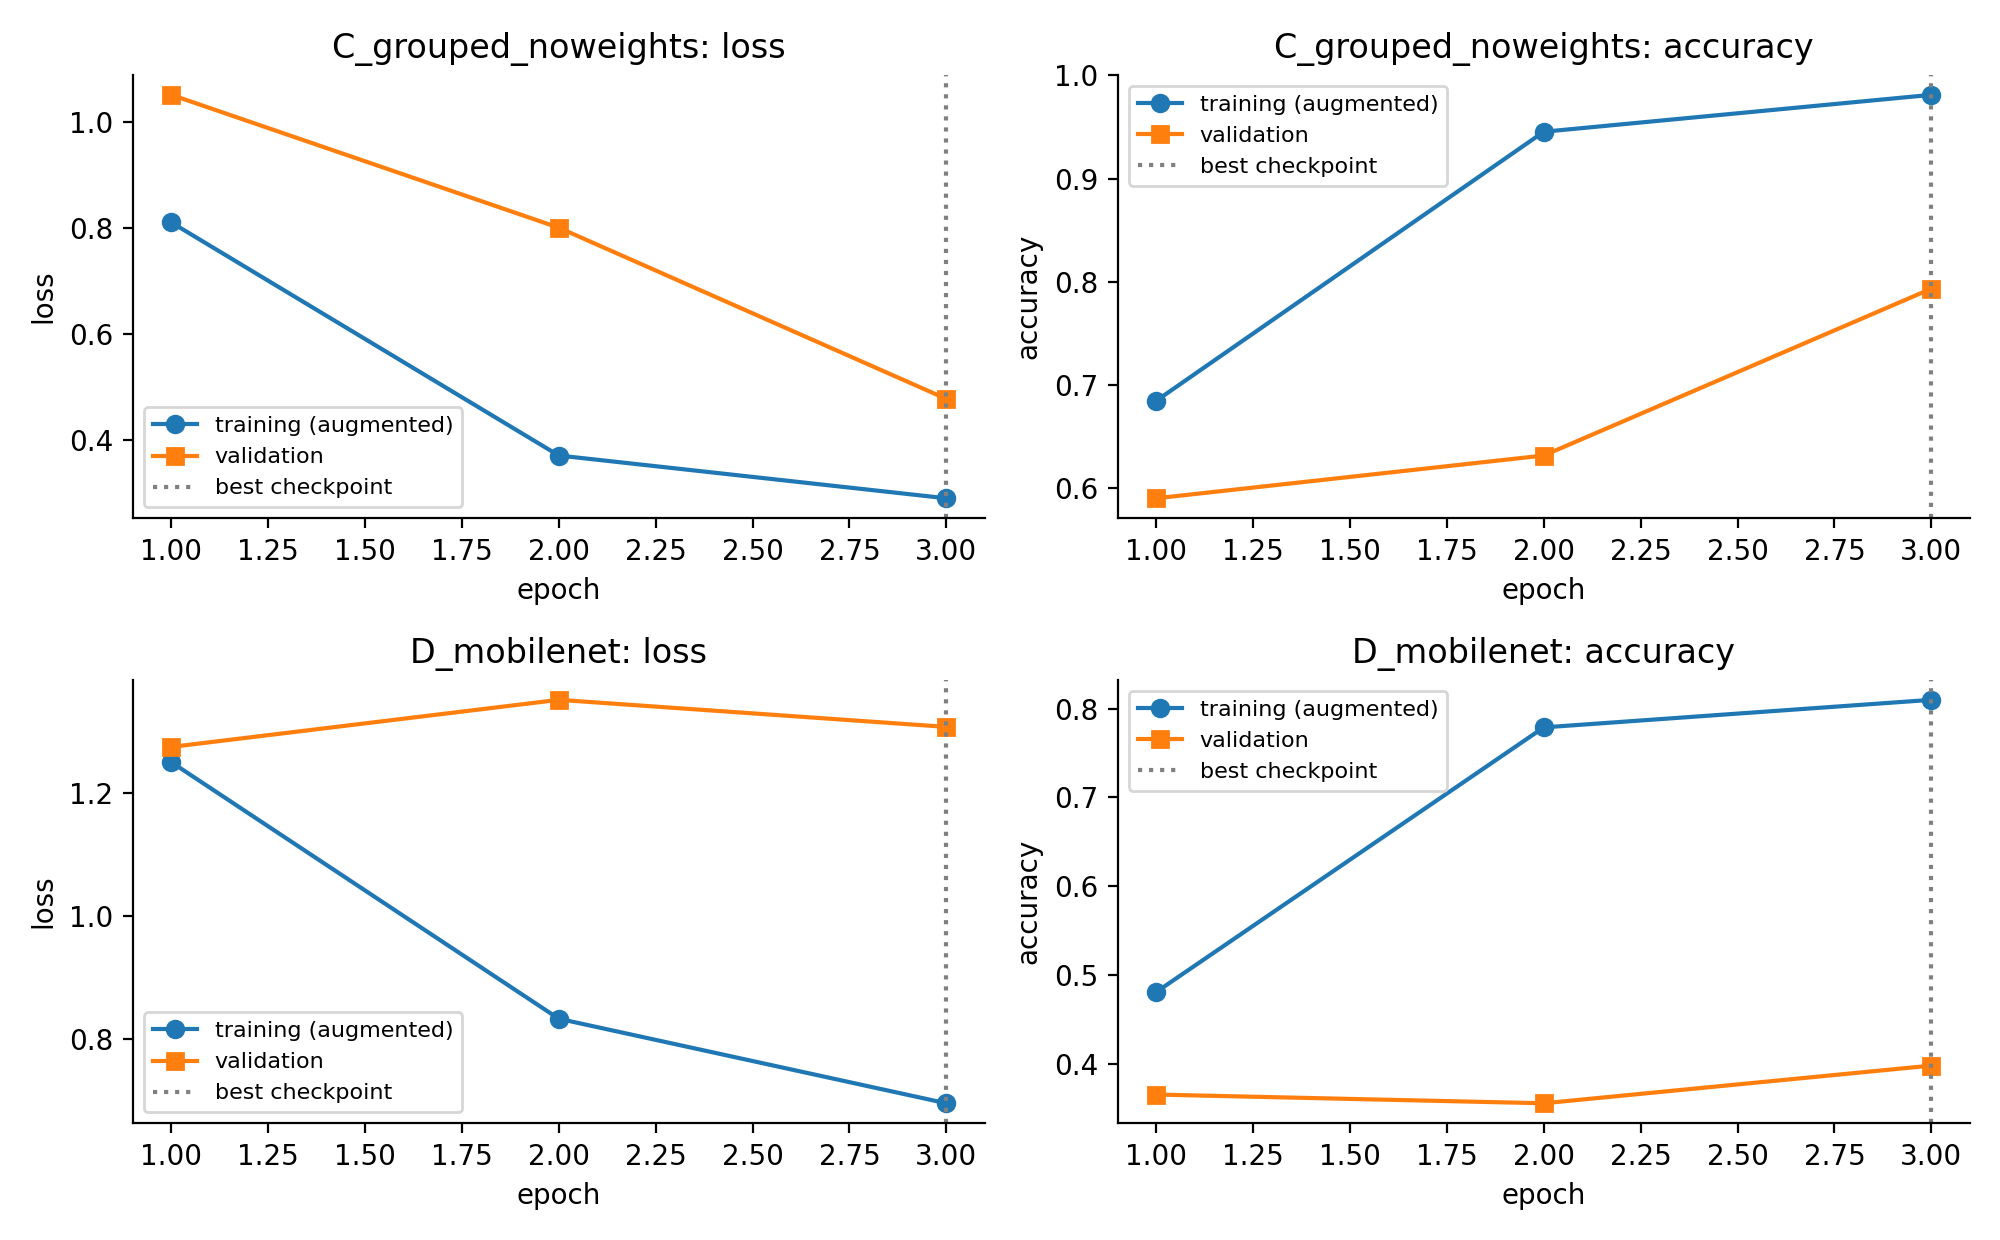 C_grouped_noweights: loss
1.0
0.8
0.6
0.4
loss
training (augmented)
validation
best checkpoint
1.00 1.25 1.50 1.75 2.00 2.25 2.50 2.75 3.00
epoch
C_grouped_noweights: accuracy
1.0
0.9
0.8
0.7
0.6
accuracy
training (augmented)
validation
best checkpoint
1.00 1.25 1.50 1.75 2.00 2.25 2.50 2.75 3.00
epoch
D_mobilenet: loss
1.2
1.0
0.8
loss
training (augmented)
validation
best checkpoint
1.00 1.25 1.50 1.75 2.00 2.25 2.50 2.75 3.00
epoch
D_mobilenet: accuracy
0.8
0.7
0.6
0.5
0.4
accuracy
training (augmented)
validation
best checkpoint
1.00 1.25 1.50 1.75 2.00 2.25 2.50 2.75 3.00
epoch